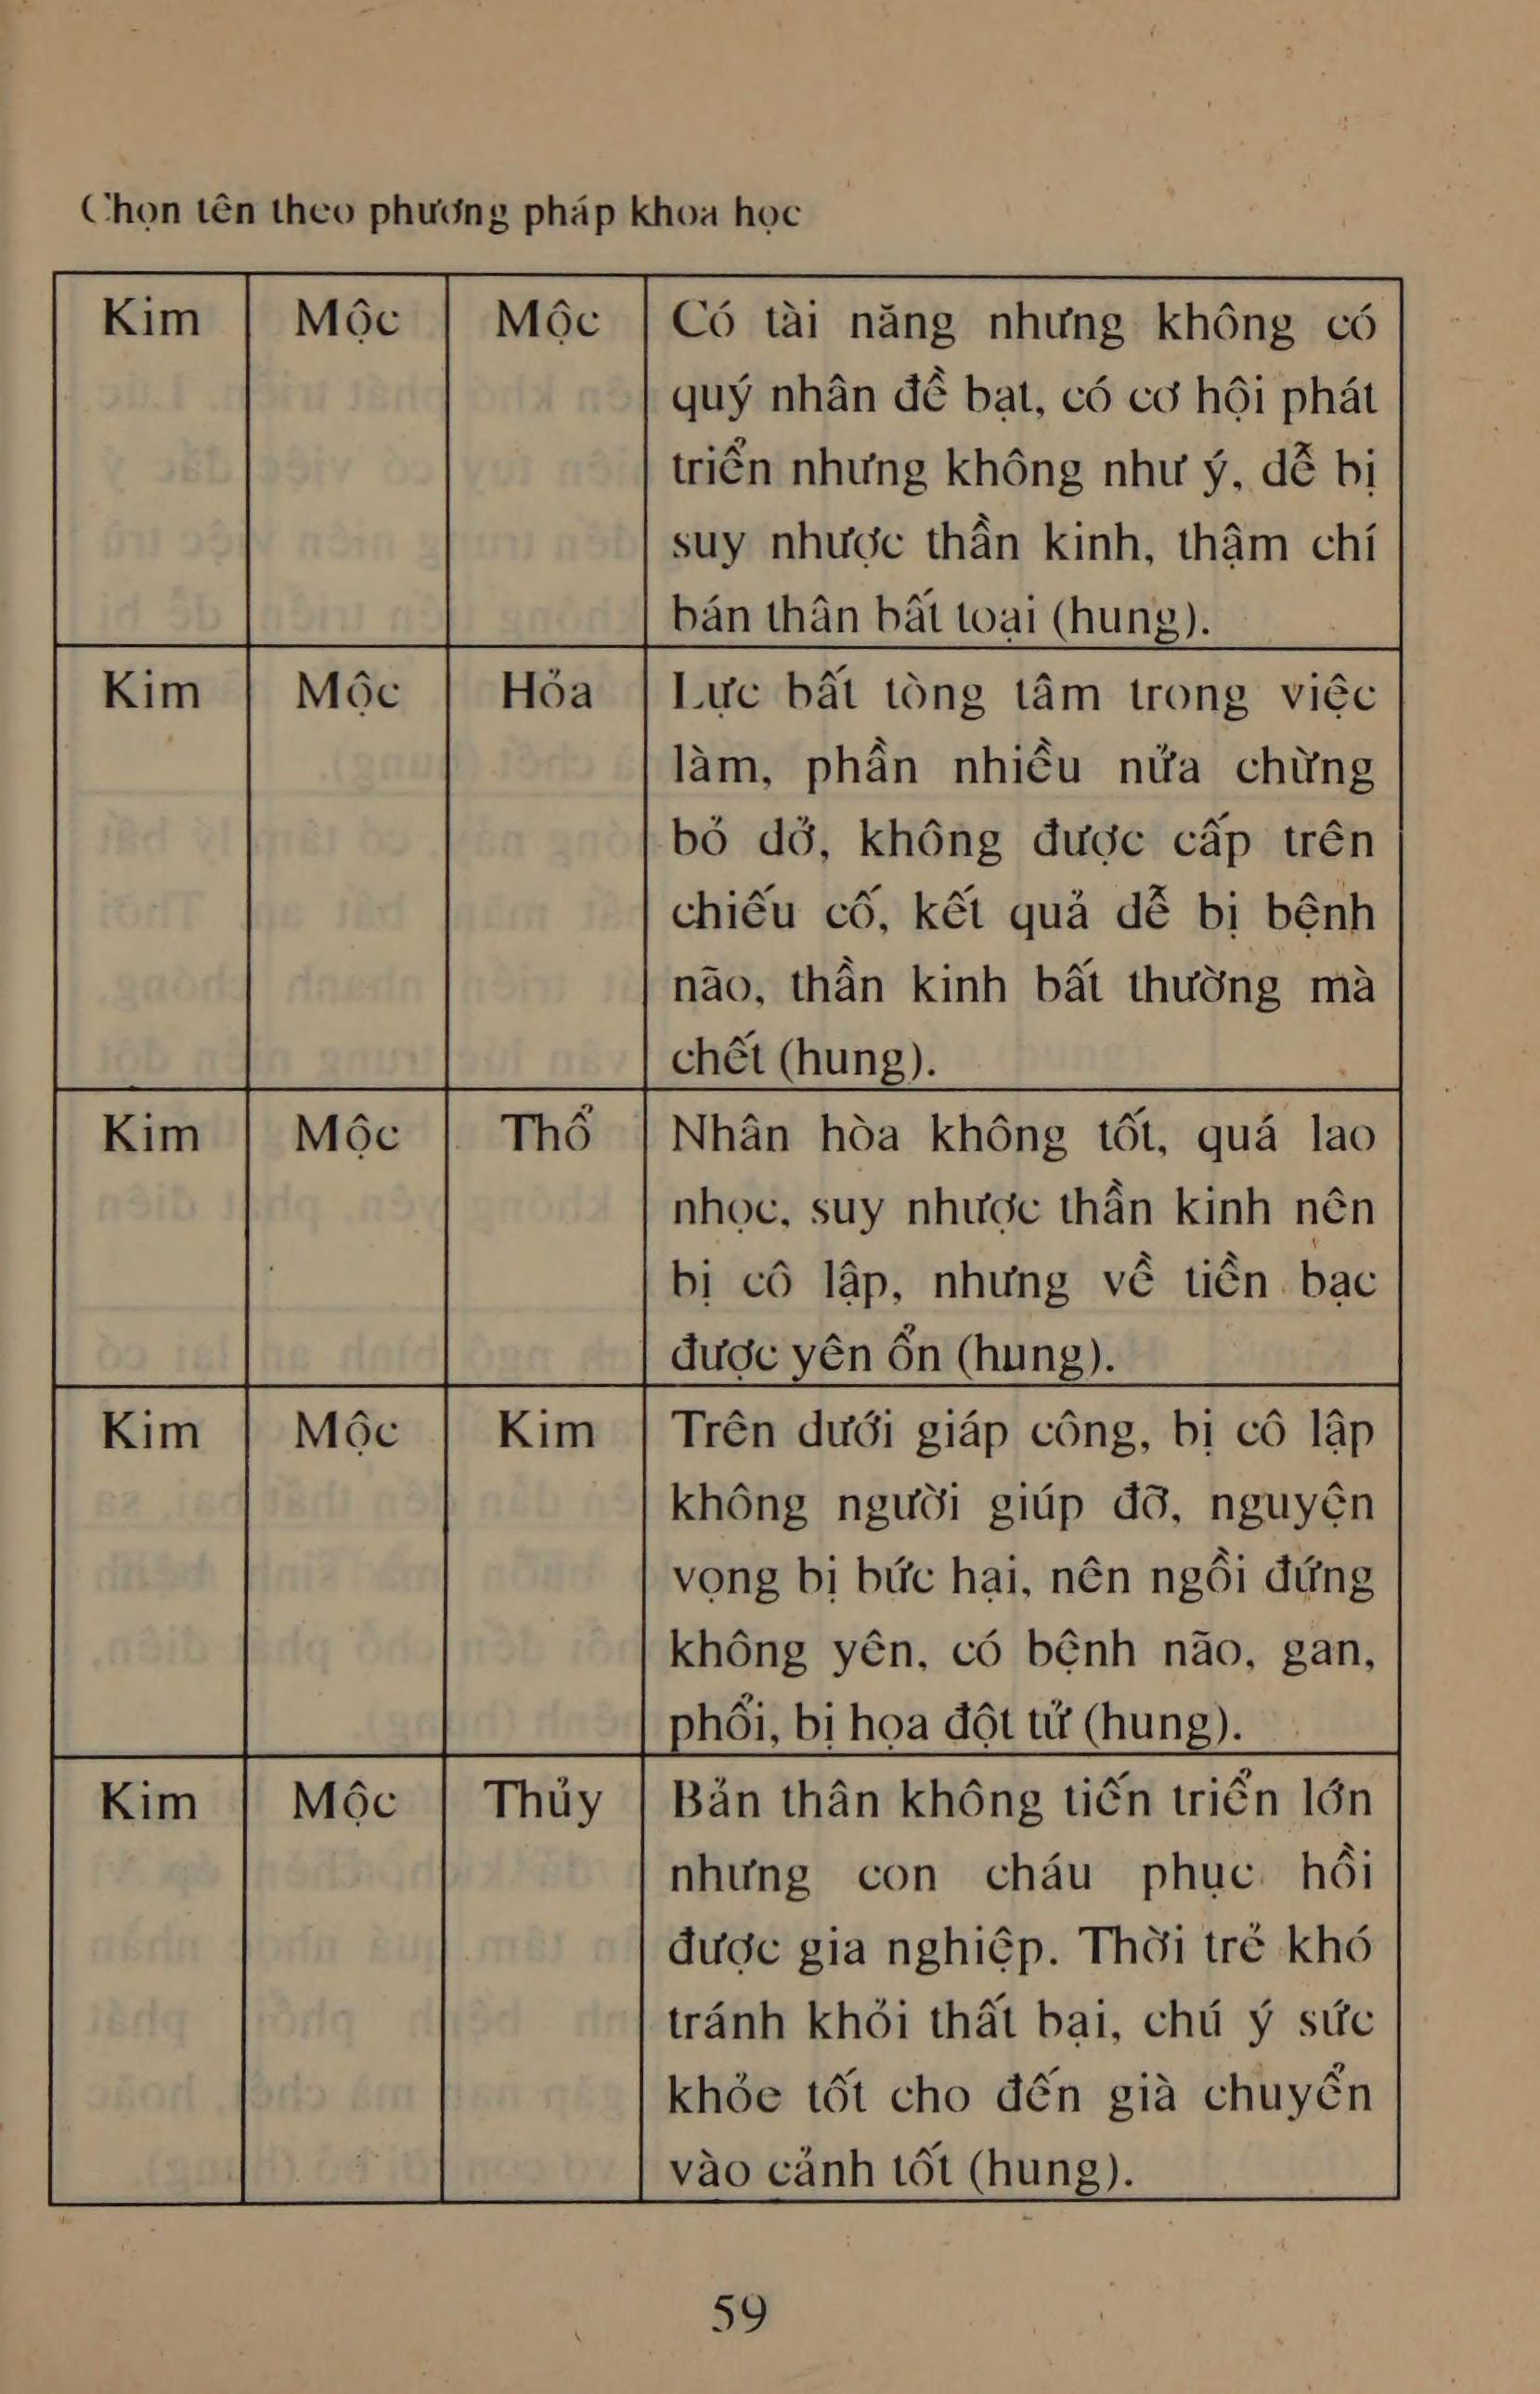 Chọn tên theo phương pháp khoa học
Kim Mộc Mộc Có tài năng nhưng không có
quý nhân đề bạt, có cơ hội phát
triển nhưng không như ý, dễ bị
suy nhược thần kinh, thậm chí
bán thân bất toại (hung).
Kim Mộc Hỏa Lực bất tòng tâm trong việc
làm, phần nhiều nửa chừng
bỏ dở, không được cấp trên
chiếu cố, kết quả dễ bị bệnh
não, thần kinh bất thường mà
chết (hung).
Kim Mộc Thổ Nhân hòa không tốt, quá lao
nhọc, suy nhược thần kinh nên
bị cô lập, nhưng về tiền bạc
được yên ổn (hung).
Kim Mộc Kim Trên dưới giáp công, bị cô lập
không người giúp đỡ, nguyện
vọng bị bức hại, nên ngồi đứng
không yên, có bệnh não, gan,
phổi, bị họa đột tử (hung).
Kim Mộc Thủy Bản thân không tiến triển lớn
nhưng con cháu phục hồi
được gia nghiệp. Thời trẻ khó
tránh khỏi thất bại, chú ý sức
khỏe tốt cho đến già chuyển
vào cảnh tốt (hung).
59